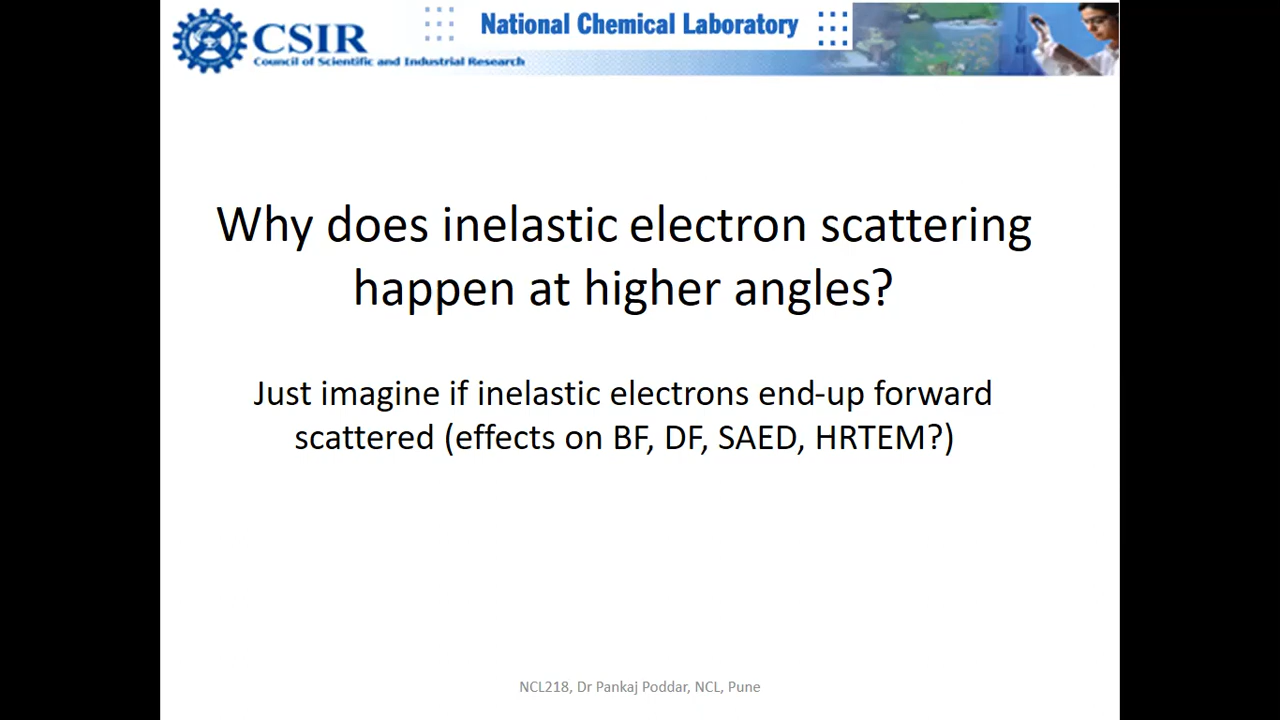 CSIR
Council of Scientific and Industrial Research
National Chemical Laboratory
Why does inelastic electron scattering
happen at higher angles?
Just imagine if inelastic electrons end-up forward
scattered (effects on BF, DF, SAED, HRTEM?)
NCL218, Dr Pankaj Poddar, NCL, Pune